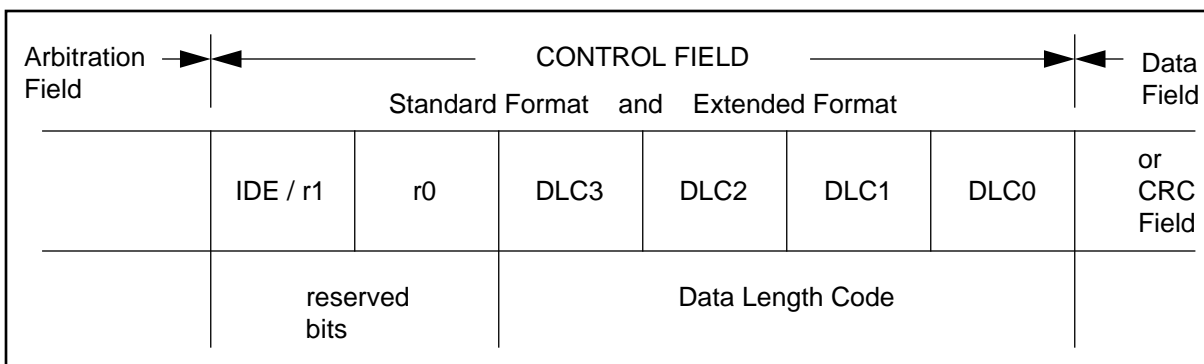 Arbitration
Field
CONTROL FIELD
Data
Field
Standard Format and Extended Format
IDE / r1
r0
DLC3
DLC2
DLC1
DLC0
or
CRC
Field
reserved
bits
Data Length Code